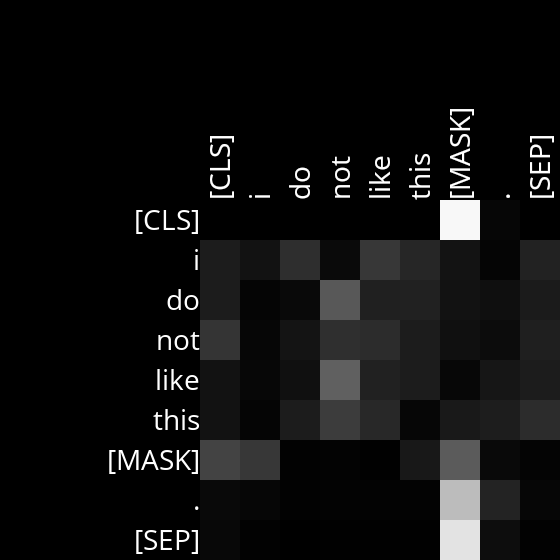 [CLS] i do not like this [MASK] . [SEP]
[CLS]
i
do
not
like
this
[MASK]
.
[SEP]